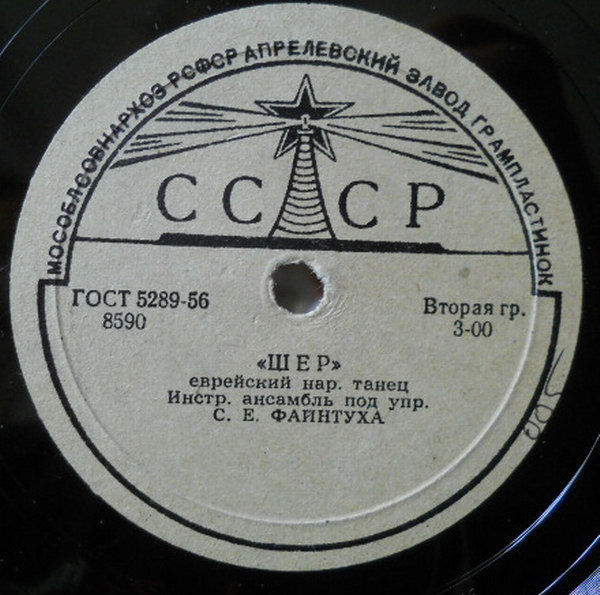 МОСОБЛСОВНАРХОЗ РСФСР АПРЕЛЕВСКИЙ ЗАВОД ГРАМПЛАСТИНОК
СССР
ГОСТ 5289-56
8590
Вторая гр.
3-00
«ШЕР»
еврейский нар. танец
Инстр. ансамбль под упр.
С. Е. ФАЙНТУХА